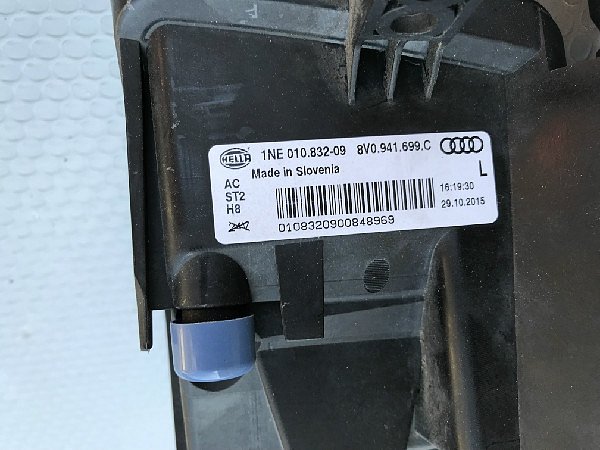 HELLA 1NE 010.832-09 8V0.941.699.C
Made in Slovenia
L
AC
ST2
H8
16:19:30
29.10.2015
0108320900848969